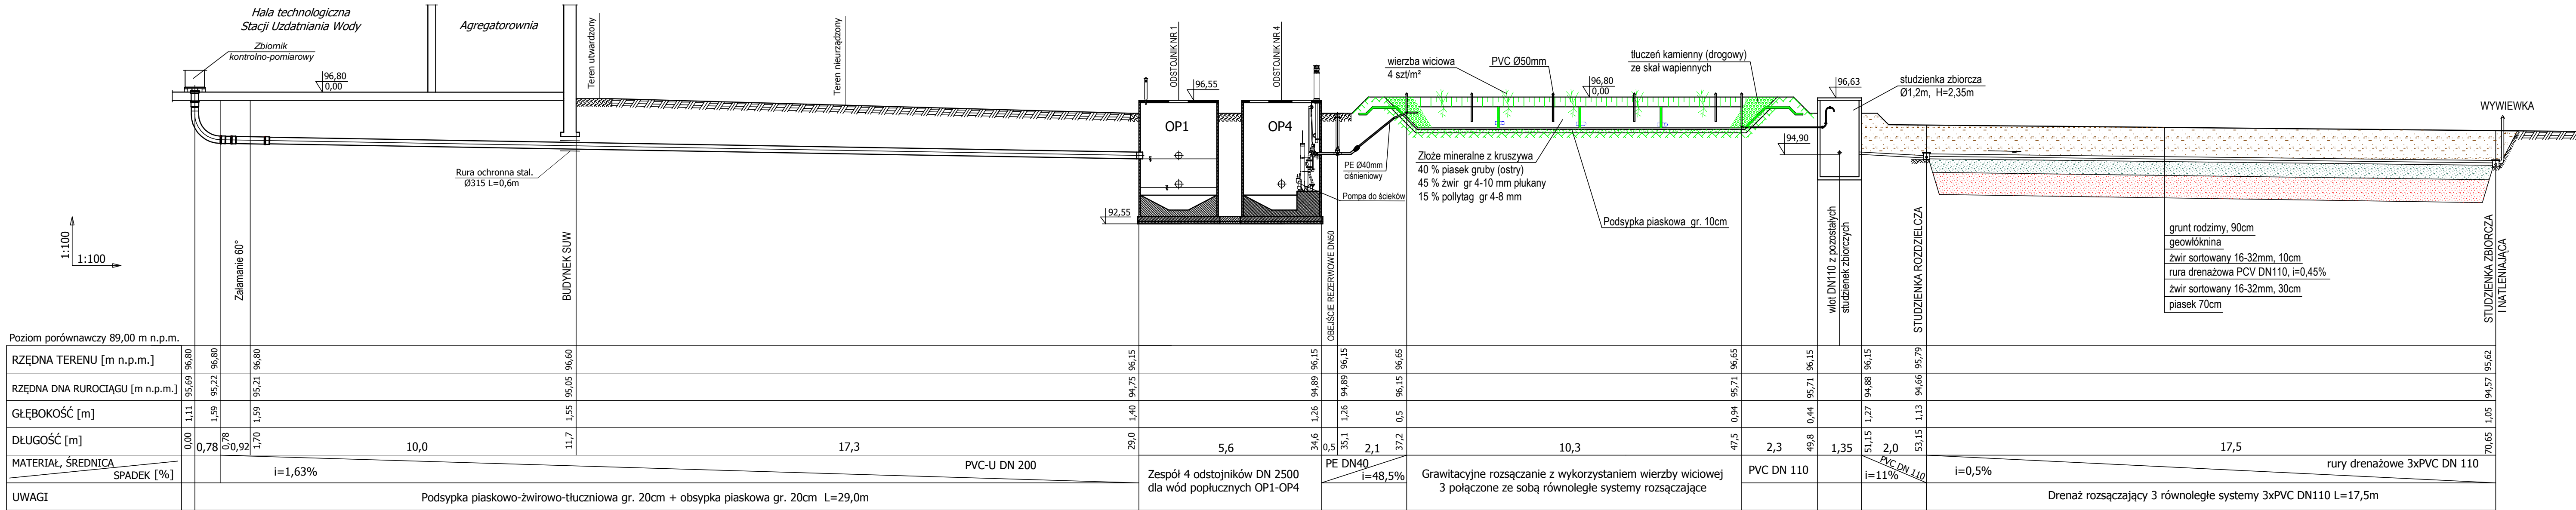 Hala technologiczna
Stacji Uzdatniania Wody
Agregatorownia
Zbiornik
kontrolno-pomiarowy
96,80
0,00
Teren utwardzony
Teren nieurządzony
Rura ochronna stal.
Ø315 L=0,6m
ODSTOJNIK NR 1
ODSTOJNIK NR 4
96,55
OP1
OP4
92,55
PE Ø40mm
ośnieniowy
Pompa do ścieków
wierzba wiciowa
4 szt/m²
PVC Ø50mm
96,80
0,00
tłuczeń kamienny (drogowy)
ze skał wapiennych
Złoże mineralne z kruszywa
40 % piasek gruby (ostry)
45 % żwir gr 4-10 mm płukany
15 % pollytag gr 4-8 mm
Podsypka piaskowa gr. 10cm
96,63
94,90
studzienka zbiorcza
Ø1,2m, H=2,35m
WYWIEWKA
grunt rodzimy, 90cm
geowłóknina
żwir sortowany 16-32mm, 10cm
rura drenażowa PCV DN110, i=0,45%
żwir sortowany 16-32mm, 30cm
piasek 70cm
1:100
1:100
Załamanie 60°
BUDYNEK SUW
OBEJŚCIE REZERWOWE DN50
wlot DN110 z pozostałych
studzienek zbiorczych
STUDZIENKA ROZDZIELCZA
STUDZIENKA ZBIORCZA
I NATLENIAJĄCA
Poziom porównawczy 89,00 m n.p.m.
RZĘDNA TERENU [m n.p.m.] 96,80 96,80 96,80 96,60 96,15 96,15 96,15 96,65 96,65 96,15 96,15 95,79 95,62
RZĘDNA DNA RUROCIĄGU [m n.p.m.] 95,69 95,22 95,21 95,05 94,75 94,89 94,89 96,15 95,71 95,71 94,88 94,66 94,57
GŁĘBOKOŚĆ [m] 1,11 1,59 1,59 1,55 1,40 1,26 1,26 0,5 0,94 0,44 1,27 1,13 1,05
DŁUGOŚĆ [m] 0,00 0,78 0,78 0,92 1,70 10,0 11,7 17,3 29,0 5,6 34,6 0,5 35,1 2,1 37,2 10,3 47,5 2,3 49,8 1,35 51,15 2,0 53,15 17,5 70,65
MATERIAŁ, ŚREDNICA
SPADEK [%]
i=1,63%
PVC-U DN 200
Zespół 4 odstojników DN 2500
dla wód popłucznych OP1-OP4
PE DN40
i=48,5%
Grawitacyjne rozsączanie z wykorzystaniem wierzby wiciowej
3 połączone ze sobą równoległe systemy rozsączające
PVC DN 110
PVC DN 110
i=11%
i=0,5%
rury drenażowe 3xPVC DN 110
UWAGI
Podsypka piaskowo-żwirowo-tłuczniowa gr. 20cm + obsypka piaskowa gr. 20cm L=29,0m
Drenaż rozsączający 3 równoległe systemy 3xPVC DN110 L=17,5m